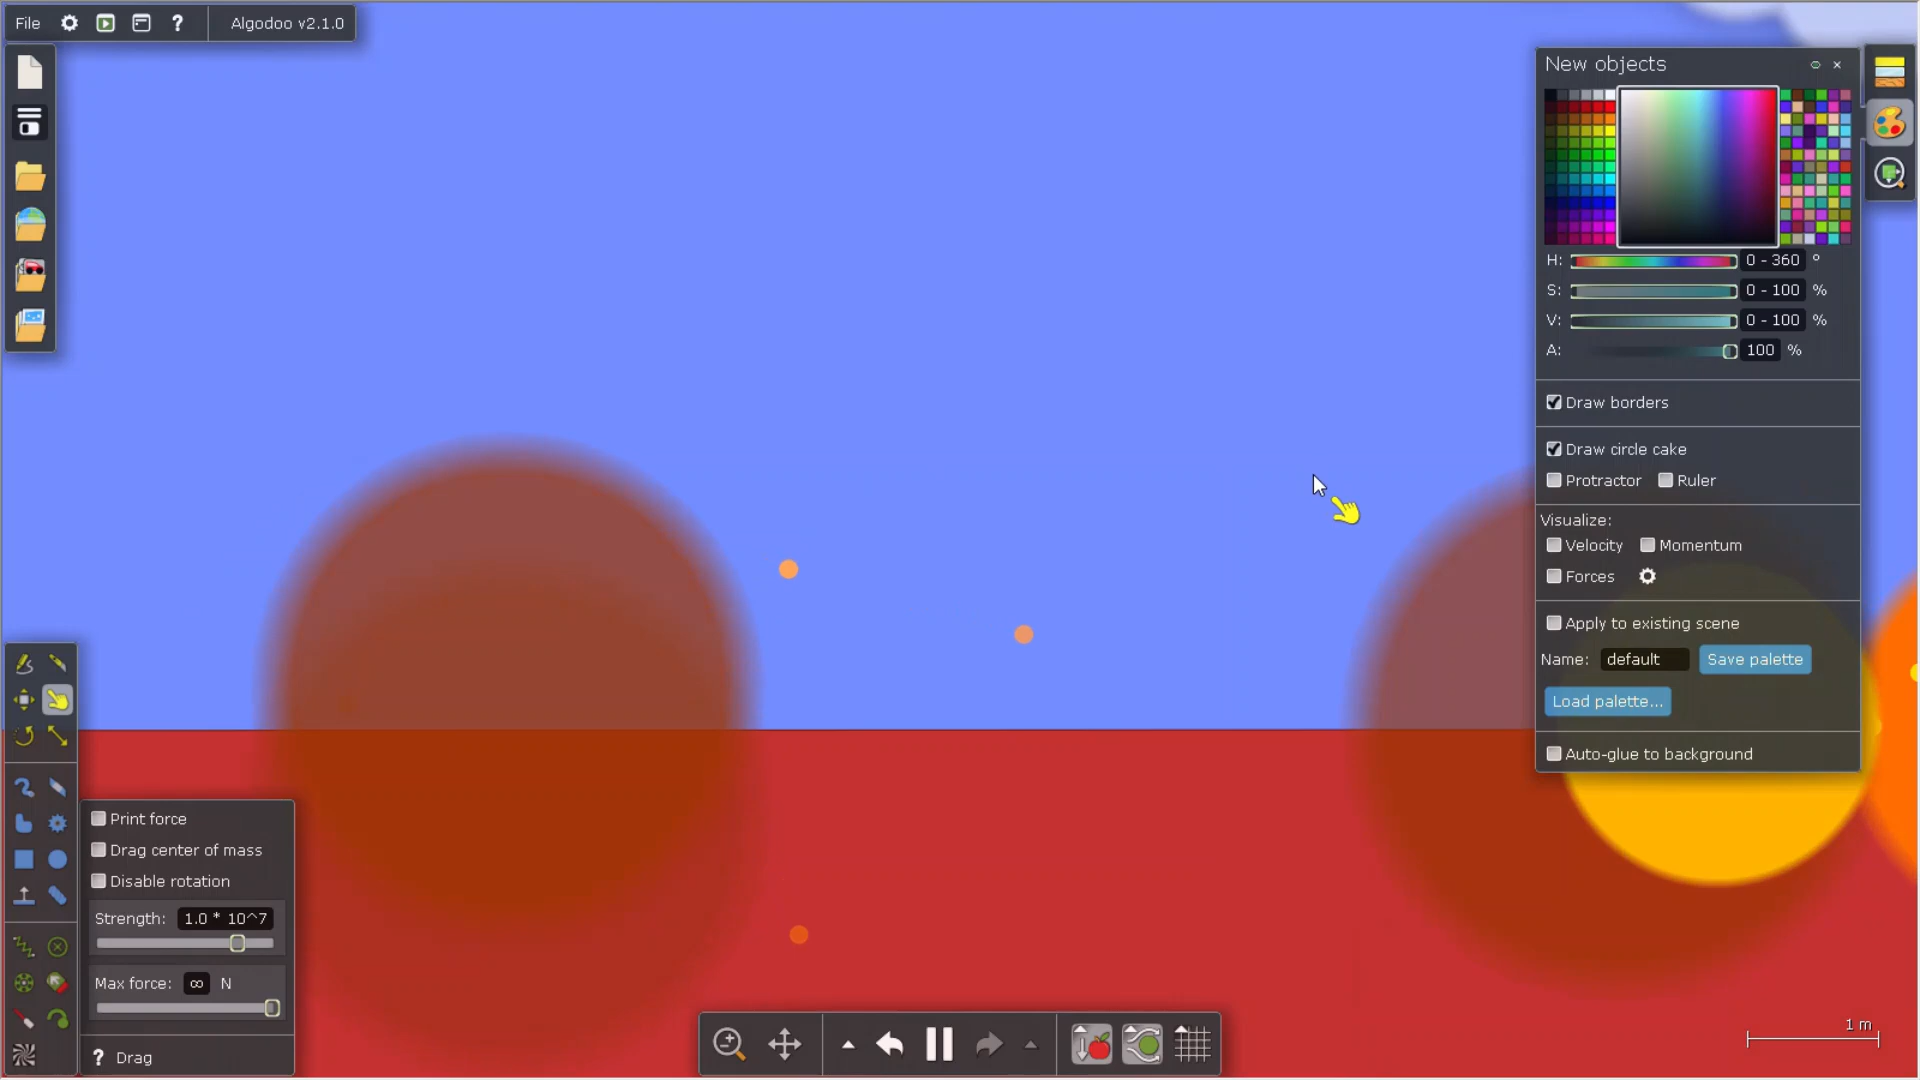 File ? Algodoo v2.1.0
New objects
H: 0 - 360 °
S: 0 - 100 %
V: 0 - 100 %
A: 100 %
Draw borders
Draw circle cake
Protractor Ruler
Visualize:
Velocity Momentum
Forces
Apply to existing scene
Name: default Save palette
Load palette...
Auto-glue to background
Print force
Drag center of mass
Disable rotation
Strength: 1.0 * 10^7
Max force: ∞ N
? Drag
1 m